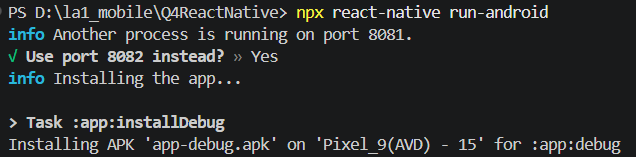 PS D:\la1_mobile\Q4ReactNative> npx react-native run-android
info Another process is running on port 8081.
√ Use port 8082 instead? » Yes
info Installing the app...
> Task :app:installDebug
Installing APK 'app-debug.apk' on 'Pixel_9(AVD) - 15' for :app:debug